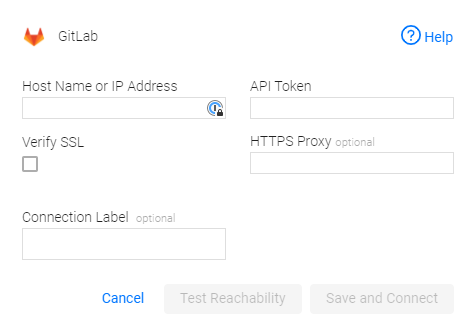 GitLab
Help
Host Name or IP Address
API Token
Verify SSL
HTTPS Proxy optional
Connection Label optional
Cancel
Test Reachability
Save and Connect